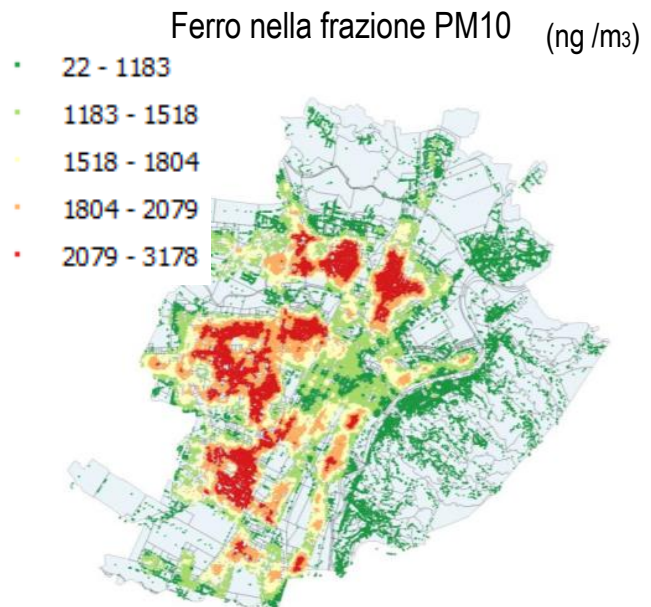 Ferro nella frazione PM10 (ng /m3)
22 - 1183
1183 - 1518
1518 - 1804
1804 - 2079
2079 - 3178